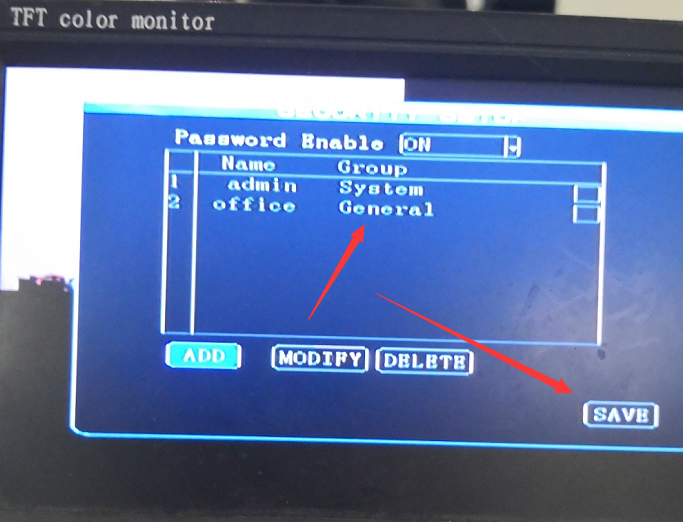 TFT color monitor
Password Enable ON
Name Group
1 admin System
2 office General
ADD MODIFY DELETE
SAVE